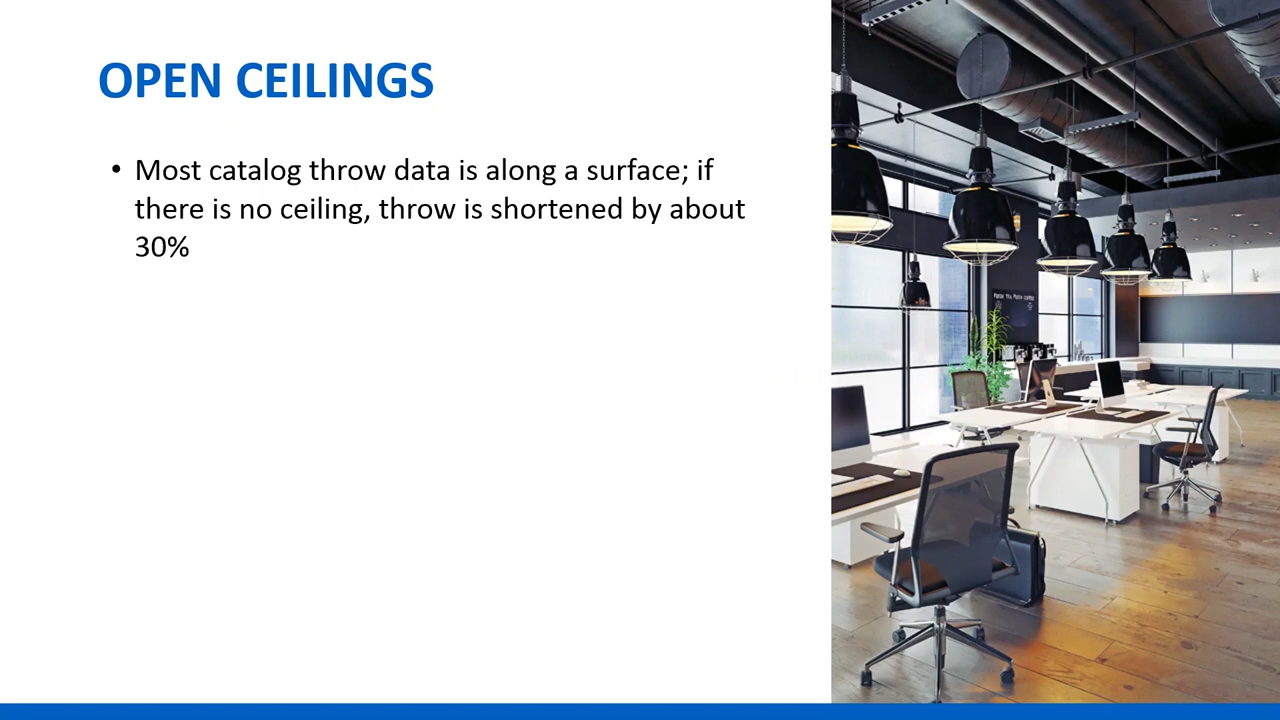 OPEN CEILINGS
• Most catalog throw data is along a surface; if
there is no ceiling, throw is shortened by about
30%